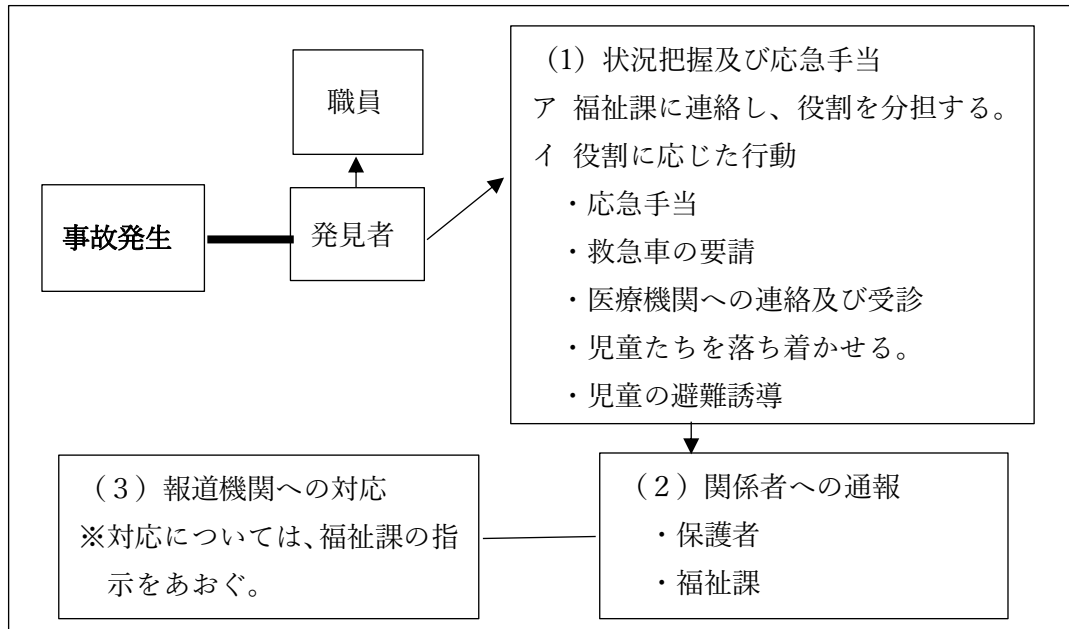 職員
事故発生
発見者
（1）状況把握及び応急手当
ア 福祉課に連絡し、役割を分担する。
イ 役割に応じた行動
・応急手当
・救急車の要請
・医療機関への連絡及び受診
・児童たちを落ち着かせる。
・児童の避難誘導
（２）関係者への通報
・保護者
・福祉課
（３）報道機関への対応
※対応については、福祉課の指
示をあおぐ。